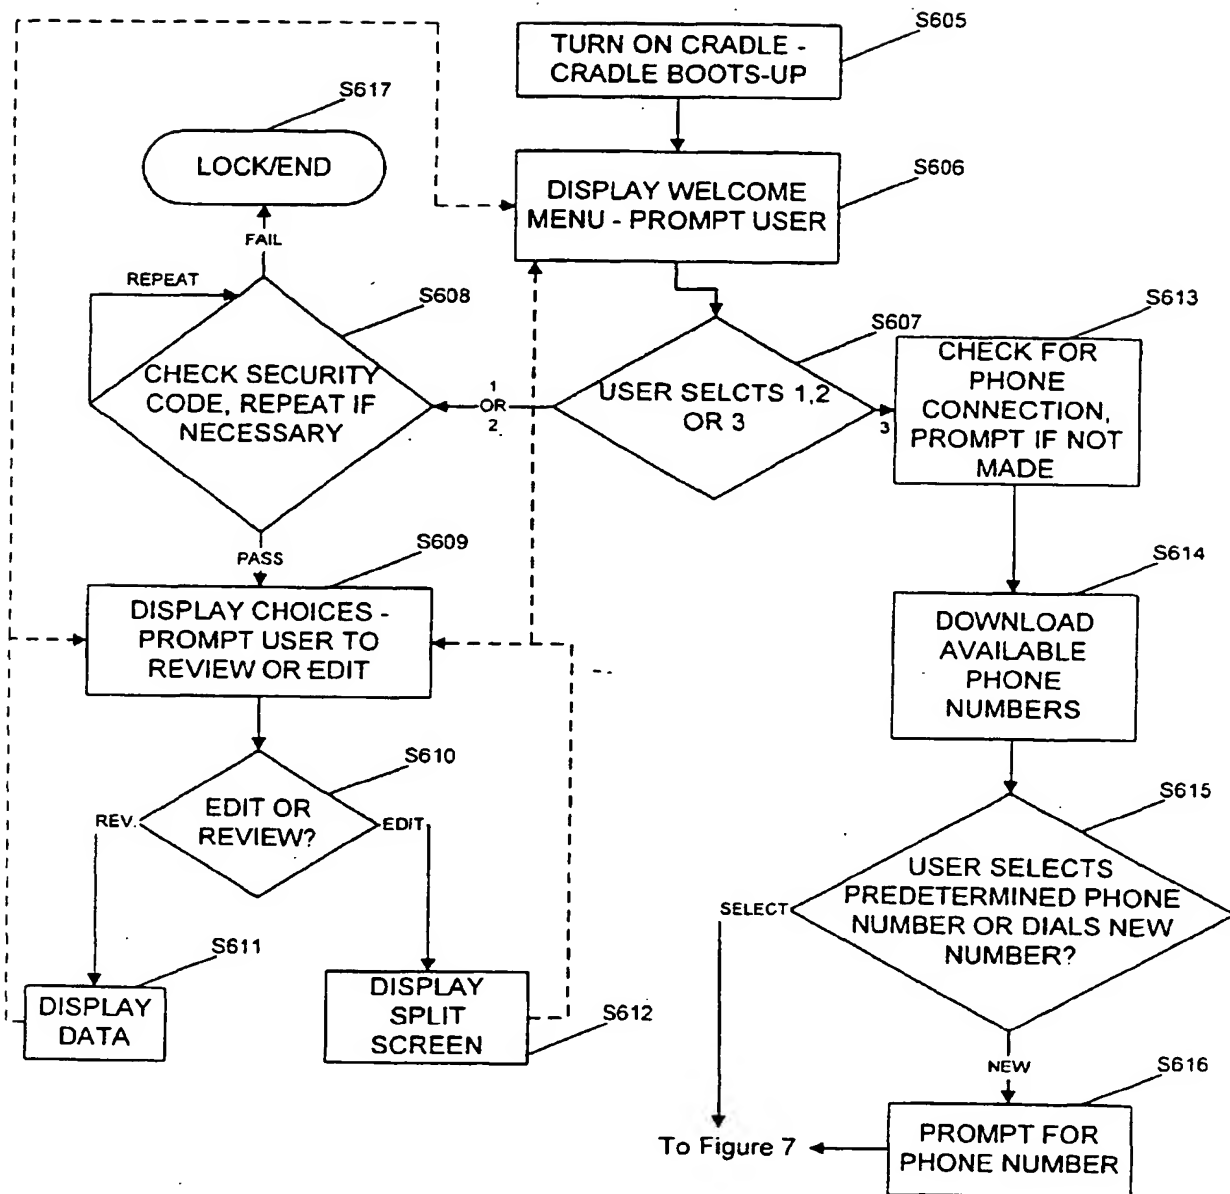 S605
TURN ON CRADLE -
CRADLE BOOTS-UP
S617
LOCK/END
S606
DISPLAY WELCOME
MENU - PROMPT USER
FAIL
REPEAT
S608
CHECK SECURITY
CODE, REPEAT IF
NECESSARY
1
OR
2
S607
USER SELCTS 1,2
OR 3
3
S613
CHECK FOR
PHONE
CONNECTION,
PROMPT IF NOT
MADE
PASS
S609
DISPLAY CHOICES -
PROMPT USER TO
REVIEW OR EDIT
S614
DOWNLOAD
AVAILABLE
PHONE
NUMBERS
S610
EDIT OR
REVIEW?
REV.
EDIT
S615
USER SELECTS
PREDETERMINED PHONE
NUMBER OR DIALS NEW
NUMBER?
SELECT
S611
DISPLAY
DATA
DISPLAY
SPLIT
SCREEN
S612
NEW
S616
PROMPT FOR
PHONE NUMBER
To Figure 7